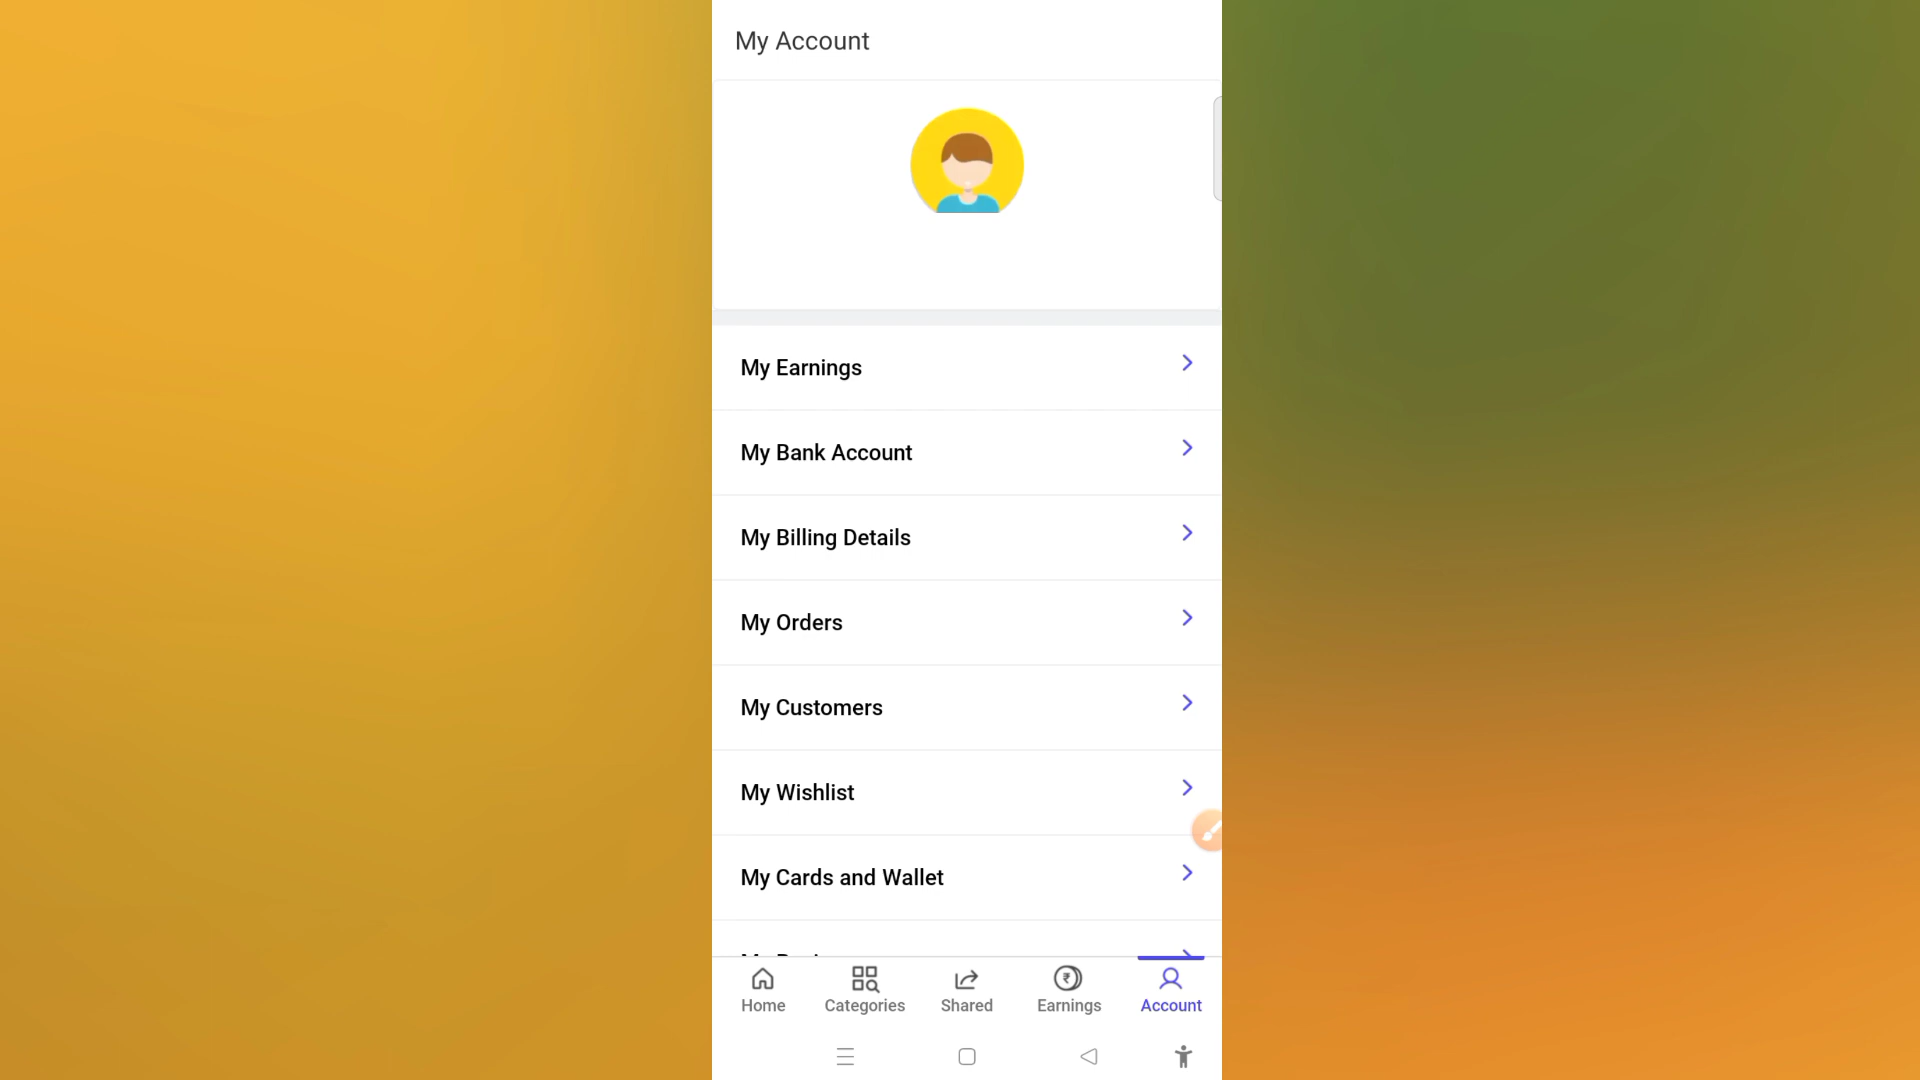 My Account
My Earnings
My Bank Account
My Billing Details
My Orders
My Customers
My Wishlist
My Cards and Wallet
Home
Categories
Shared
Earnings
Account